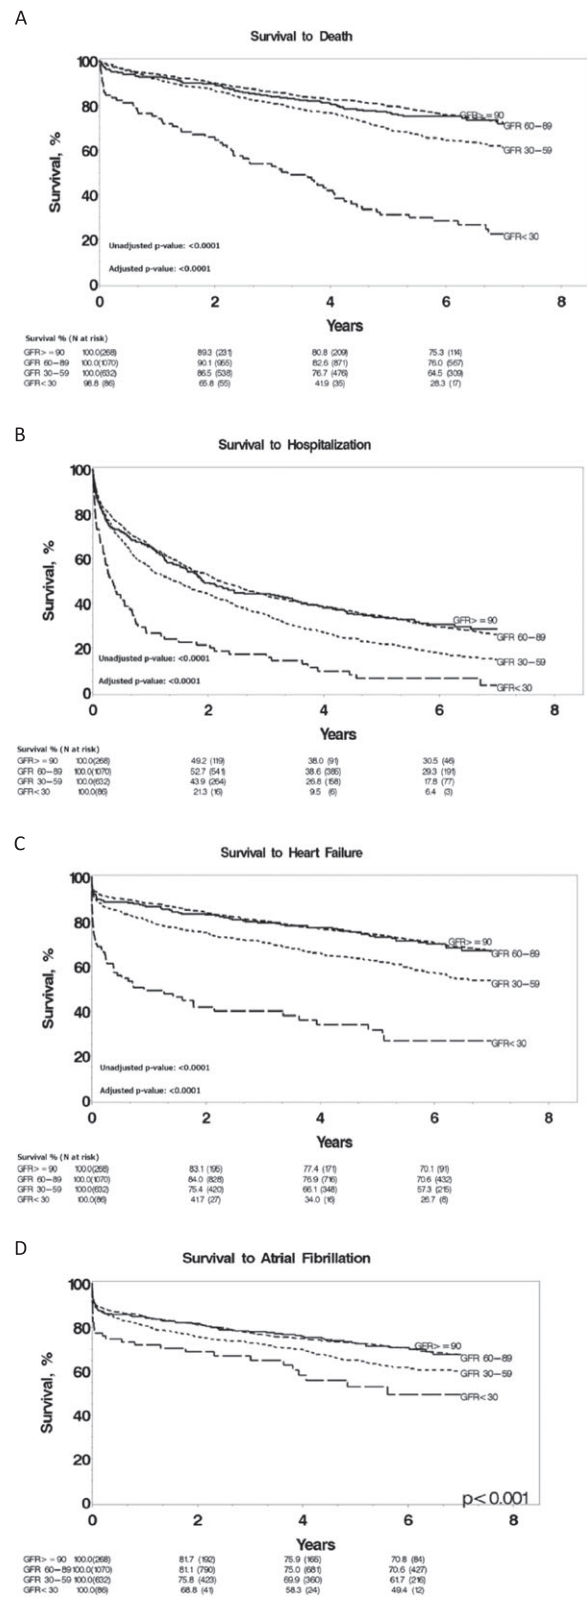 A
Survival to Death
Survival, %
100
80
60
40
20
0
GFR>=90
GFR 60-89
GFR 30-59
GFR<30
Unadjusted p-value: <0.0001
Adjusted p-value: <0.0001
0 2 4 6 8
Years
Survival % (N at risk)
GFR>=90 100.0(268) 89.3 (231) 80.8 (209) 75.3 (114)
GFR 60-89 100.0(1070) 90.1 (955) 82.6 (871) 76.0 (567)
GFR 30-59 100.0(632) 86.5 (538) 76.7 (476) 64.5 (309)
GFR<30 98.8 (86) 65.8 (55) 41.9 (35) 28.3 (17)
B
Survival to Hospitalization
Survival, %
100
80
60
40
20
0
GFR>=90
GFR 60-89
GFR 30-59
GFR<30
Unadjusted p-value: <0.0001
Adjusted p-value: <0.0001
0 2 4 6 8
Years
Survival % (N at risk)
GFR>=90 100.0(268) 49.2 (119) 38.0 (91) 30.5 (46)
GFR 60-89 100.0(1070) 52.7 (541) 38.6 (385) 29.3 (191)
GFR 30-59 100.0(632) 43.9 (264) 26.8 (158) 17.8 (77)
GFR<30 100.0(86) 21.3 (16) 9.5 (6) 6.4 (3)
C
Survival to Heart Failure
Survival, %
100
80
60
40
20
0
GFR>=90
GFR 60-89
GFR 30-59
GFR<30
Unadjusted p-value: <0.0001
Adjusted p-value: <0.0001
0 2 4 6 8
Years
Survival % (N at risk)
GFR>=90 100.0(268) 83.1 (195) 77.4 (171) 70.1 (91)
GFR 60-89 100.0(1070) 84.0 (828) 76.9 (716) 70.6 (432)
GFR 30-59 100.0(632) 75.4 (420) 66.1 (348) 57.3 (215)
GFR<30 100.0(86) 41.7 (27) 34.0 (16) 26.7 (8)
D
Survival to Atrial Fibrillation
Survival, %
100
80
60
40
20
0
GFR>=90
GFR 60-89
GFR 30-59
GFR<30
p<0.001
0 2 4 6 8
Years
GFR>=90 100.0(268) 81.7 (192) 75.9 (165) 70.8 (84)
GFR 60-89 100.0(1070) 81.1 (790) 75.0 (681) 70.6 (427)
GFR 30-59 100.0(632) 75.8 (423) 69.9 (360) 61.7 (216)
GFR<30 100.0(86) 68.8 (41) 58.3 (24) 49.4 (12)